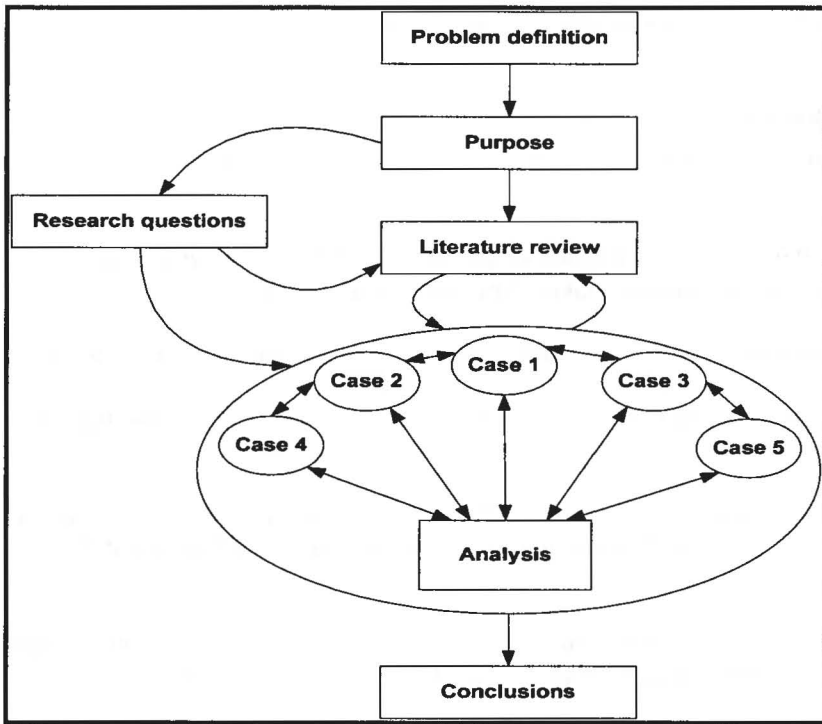 Problem definition
Purpose
Research questions
Literature review
Case 1
Case 2
Case 3
Case 4
Case 5
Analysis
Conclusions